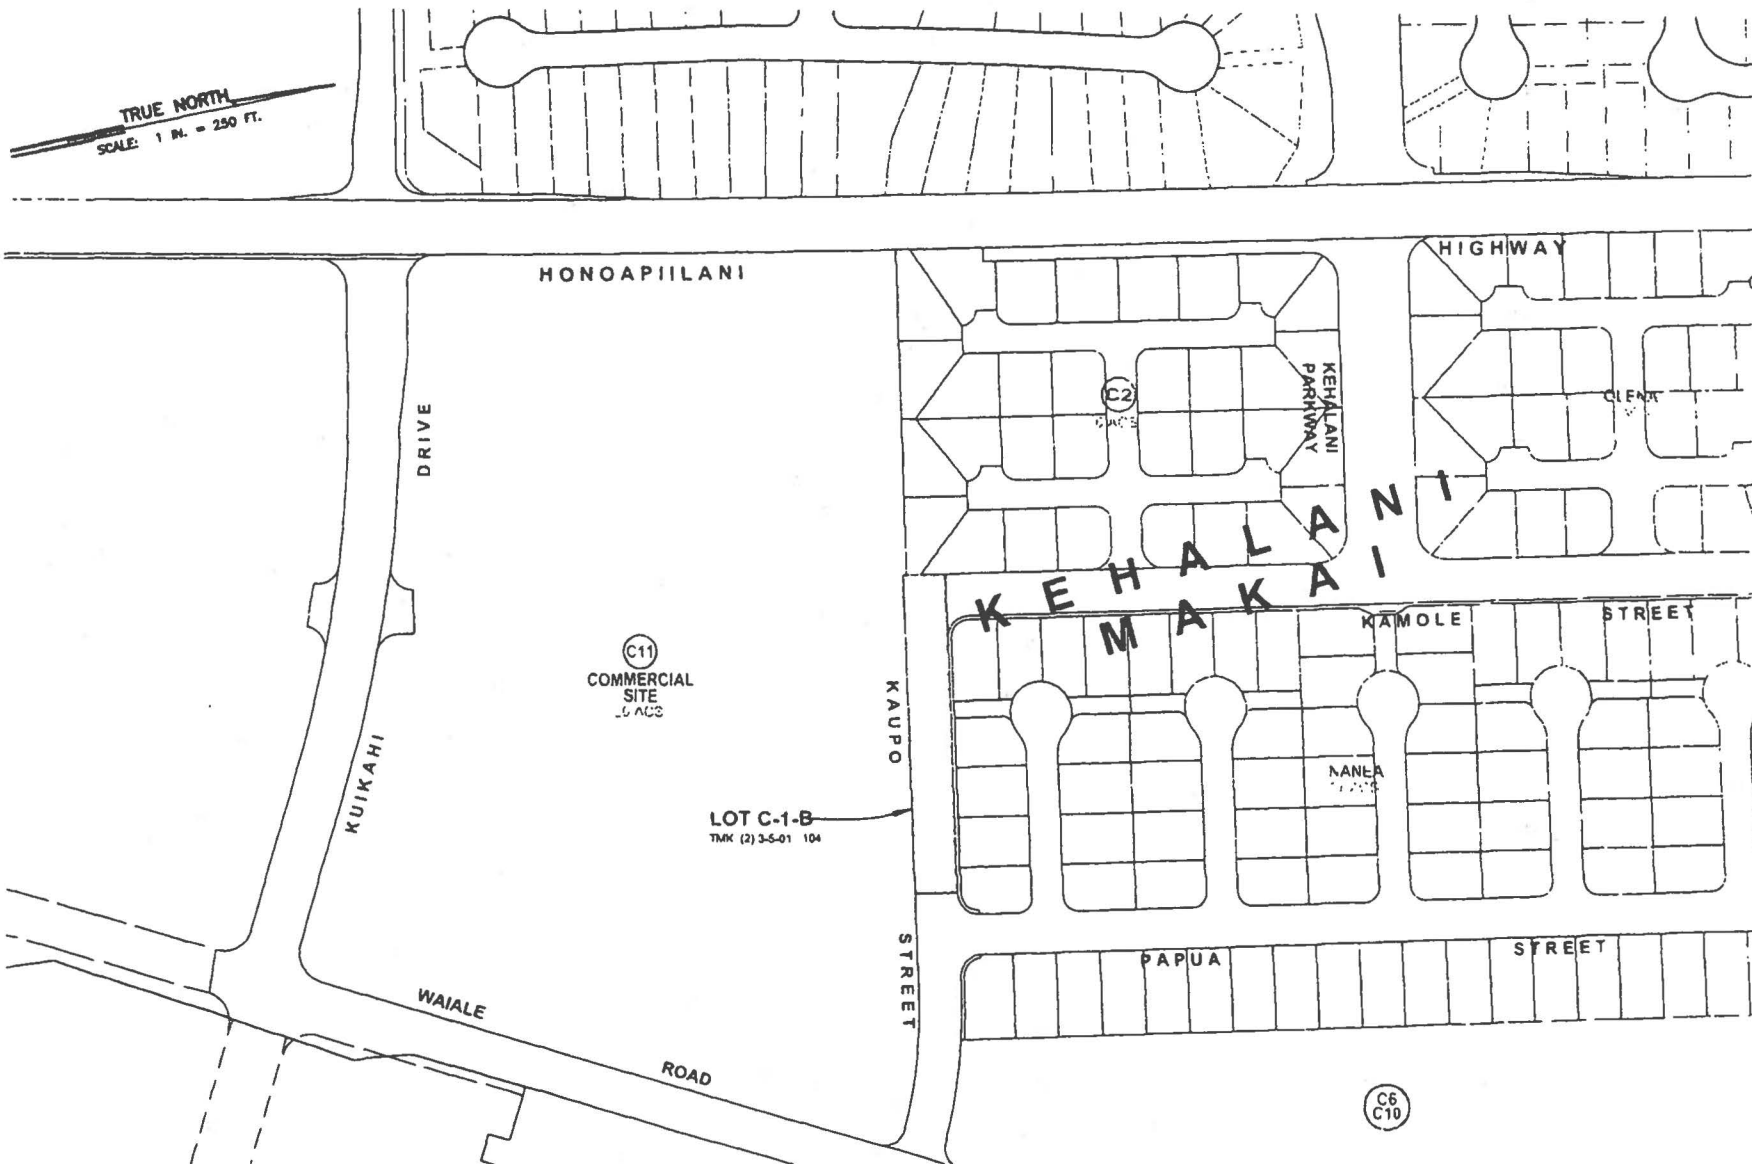 TRUE NORTH
SCALE: 1 IN. = 250 FT.
HONOAPIILANI
HIGHWAY
DRIVE
KUIKAHI
C2
KEHALANI
PARKWAY
KEHALANI
MAKAI
KAMOLE
STREET
C11
COMMERCIAL
SITE
KAUPO
STREET
LOT C-1-B
TMK (2) 3-5-01 104
NANEA
PAPUA
STREET
WAIALE
ROAD
C6
C10